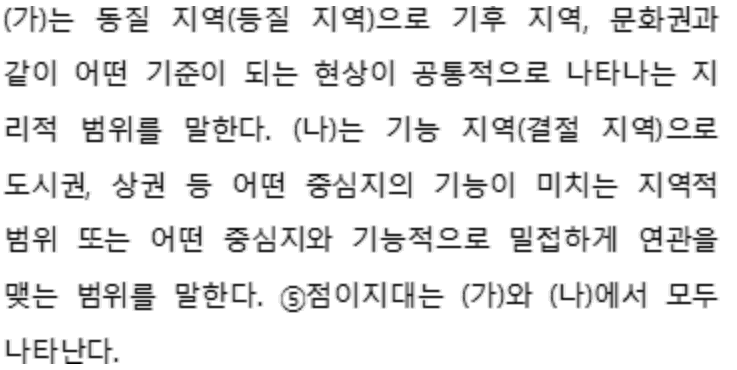 (가)는 동질 지역(등질 지역)으로 기후 지역, 문화권과
같이 어떤 기준이 되는 현상이 공통적으로 나타나는 지
리적 범위를 말한다. (나)는 기능 지역(결절 지역)으로
도시권, 상권 등 어떤 중심지의 기능이 미치는 지역적
범위 또는 어떤 중심지와 기능적으로 밀접하게 연관을
맺는 범위를 말한다. ⑤점이지대는 (가)와 (나)에서 모두
나타난다.